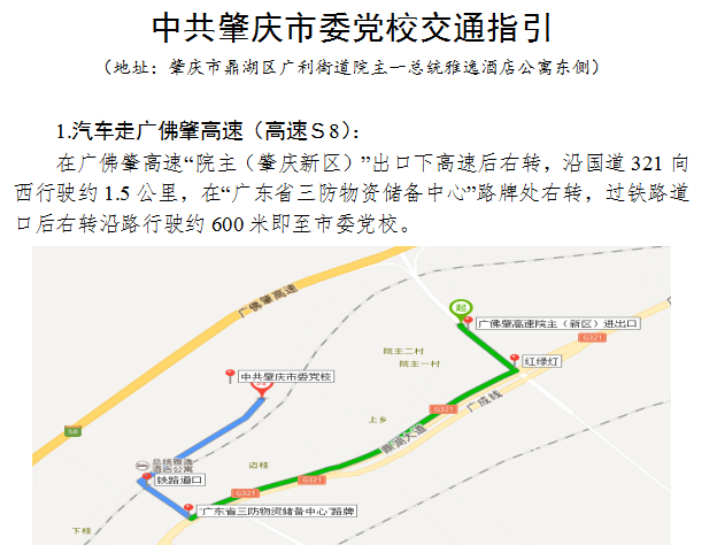 中共肇庆市委党校交通指引
（地址：肇庆市鼎湖区广利街道院主一总统雅逸酒店公寓东侧）
1.汽车走广佛肇高速（高速S8）：
在广佛肇高速“院主（肇庆新区）”出口下高速后右转，沿国道 321 向
西行驶约 1.5 公里，在“广东省三防物资储备中心”路牌处右转，过铁路道
口后右转沿路行驶约 600 米即至市委党校。
广佛肇高速
起
广佛肇高速院主（新区）进出口
G321
院主二村
院主一村
红绿灯
中共肇庆市委党校
G321
广成线
上乡
鼎湖大道
S8
总统雅逸
酒店公寓
迈桂
铁路道口
G321
G321
“广东省三防物资储备中心”路牌
下桂